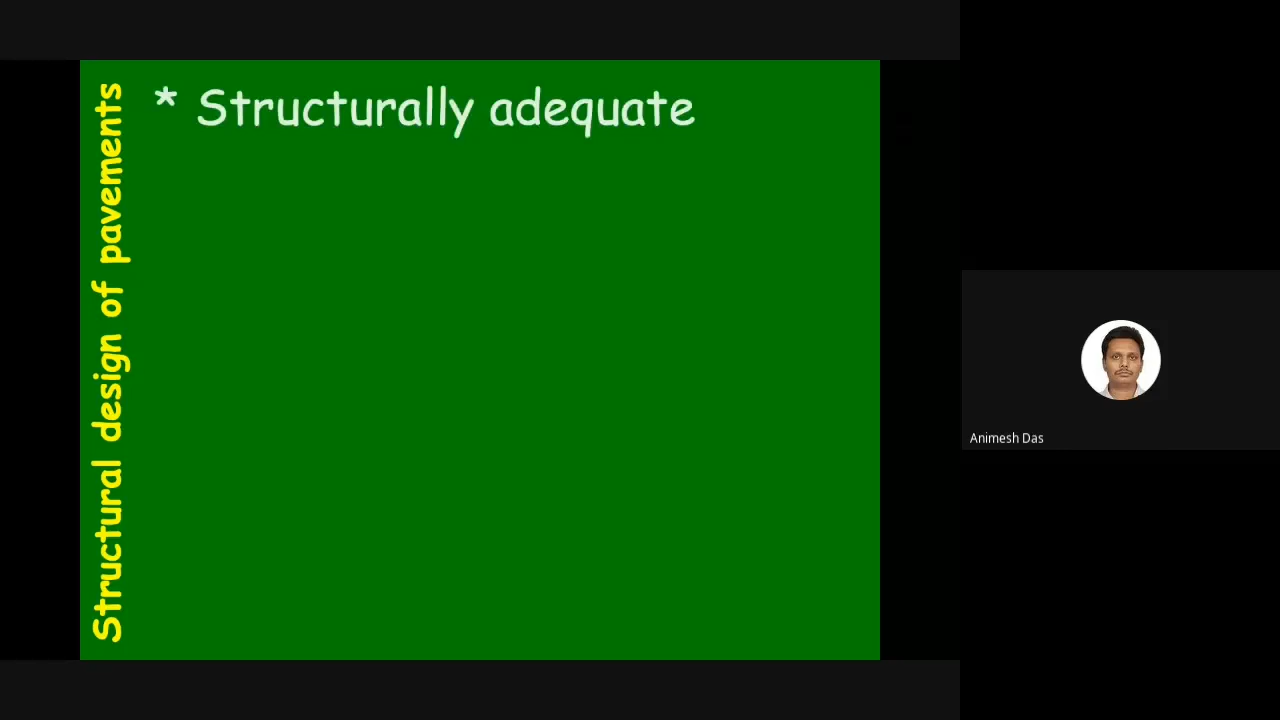 Structural design of pavements
* Structurally adequate
Animesh Das